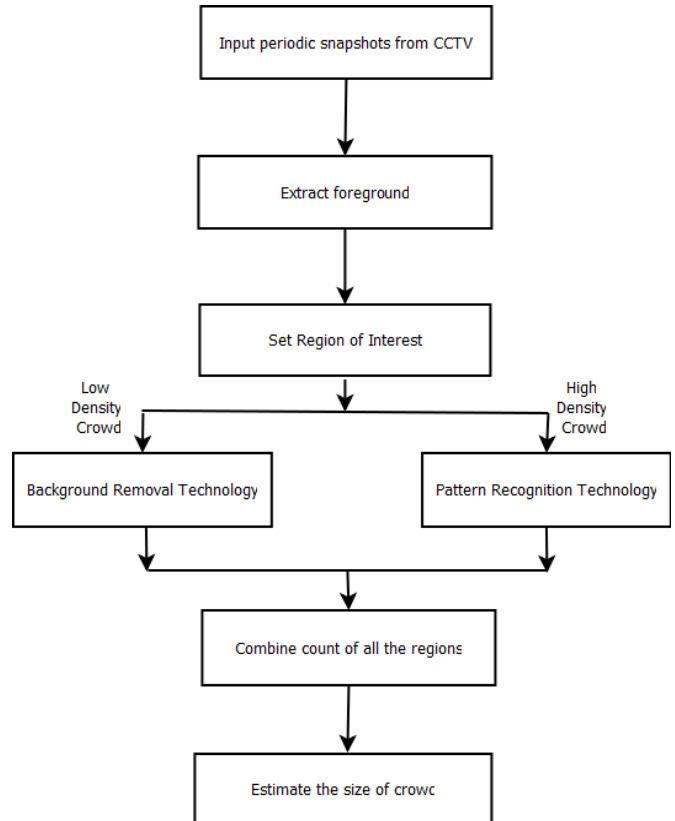 Input periodic snapshots from CCTV
Extract foreground
Set Region of Interest
Low
Density
Crowd
High
Density
Crowd
Background Removal Technology
Pattern Recognition Technology
Combine count of all the regions
Estimate the size of crowd